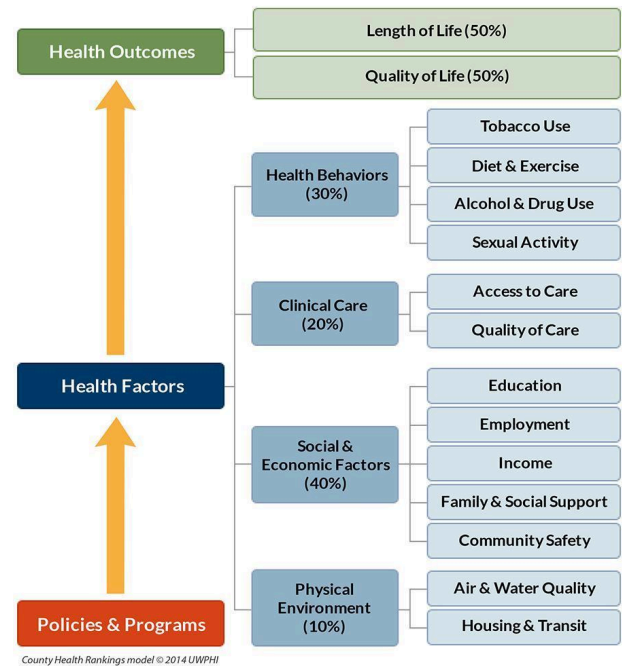 Health Outcomes
Length of Life (50%)
Quality of Life (50%)
Health Factors
Health Behaviors
(30%)
Tobacco Use
Diet & Exercise
Alcohol & Drug Use
Sexual Activity
Clinical Care
(20%)
Access to Care
Quality of Care
Social &
Economic Factors
(40%)
Education
Employment
Income
Family & Social Support
Community Safety
Physical
Environment
(10%)
Air & Water Quality
Housing & Transit
Policies & Programs
County Health Rankings model © 2014 UWPHI